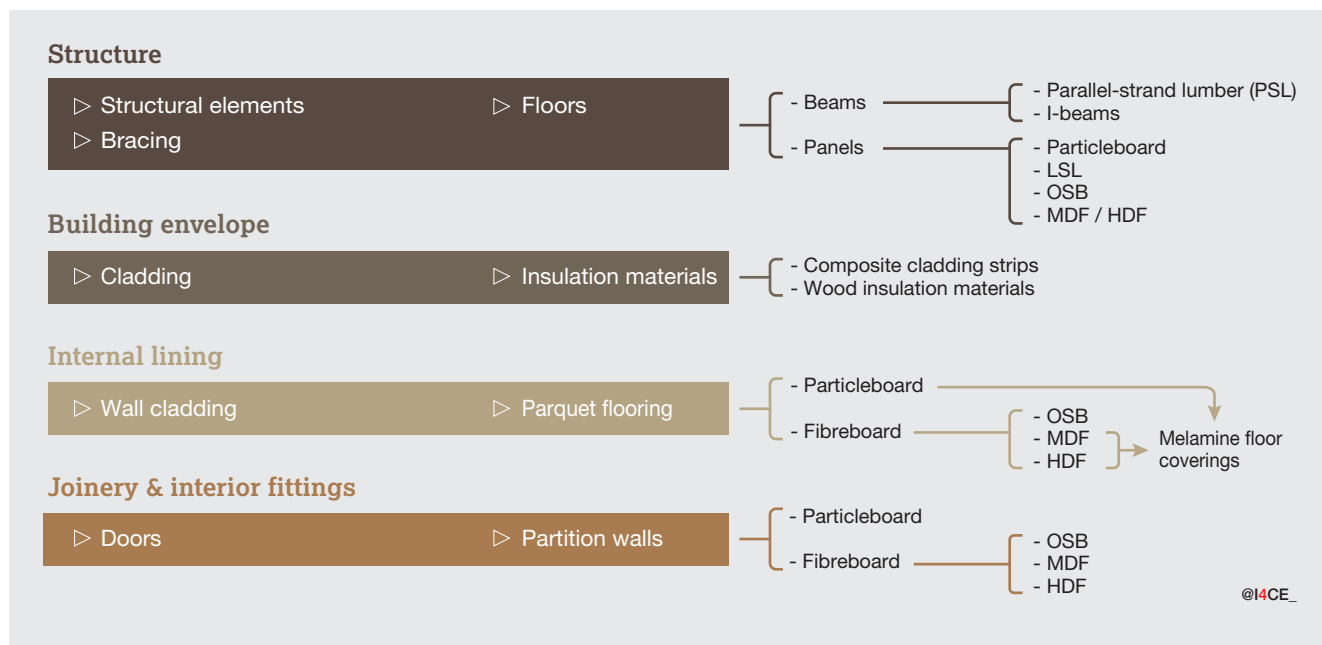 Structure
▷ Structural elements
▷ Floors
▷ Bracing
- Beams
- Parallel-strand lumber (PSL)
- I-beams
- Panels
- Particleboard
- LSL
- OSB
- MDF / HDF
Building envelope
▷ Cladding
▷ Insulation materials
- Composite cladding strips
- Wood insulation materials
Internal lining
▷ Wall cladding
▷ Parquet flooring
- Particleboard
- Fibreboard
- OSB
- MDF
- HDF
Melamine floor
coverings
Joinery & interior fittings
▷ Doors
▷ Partition walls
- Particleboard
- Fibreboard
- OSB
- MDF
- HDF
@I4CE_